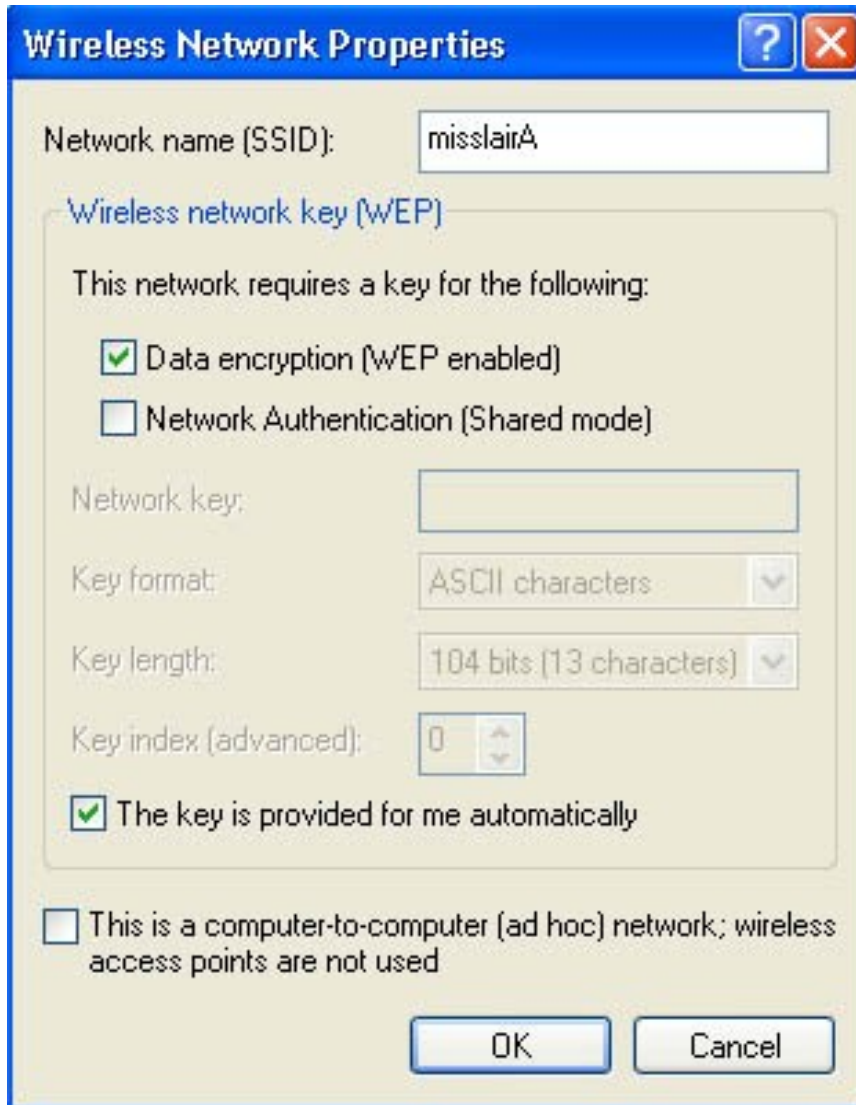 Wireless Network Properties
Network name (SSID): misslairA
Wireless network key (WEP)
This network requires a key for the following:
Data encryption (WEP enabled)
Network Authentication (Shared mode)
Network key:
Key format: ASCII characters
Key length: 104 bits (13 characters)
Key index (advanced): 0
The key is provided for me automatically
This is a computer-to-computer (ad hoc) network; wireless
access points are not used
OK Cancel